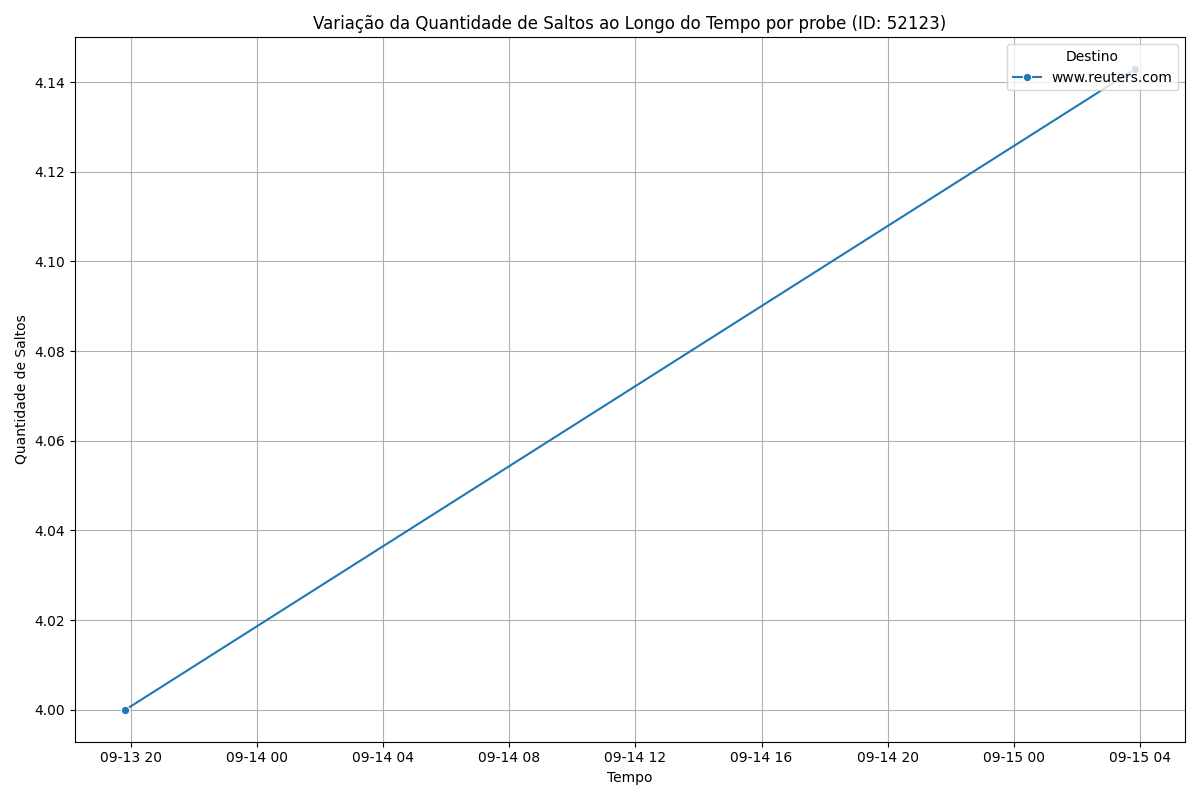 Variação da Quantidade de Saltos ao Longo do Tempo por probe (ID: 52123)
Destino
www.reuters.com
4.14
4.12
4.10
4.08
4.06
4.04
4.02
4.00
Quantidade de Saltos
09-13 20 09-14 00 09-14 04 09-14 08 09-14 12 09-14 16 09-14 20 09-15 00 09-15 04
Tempo